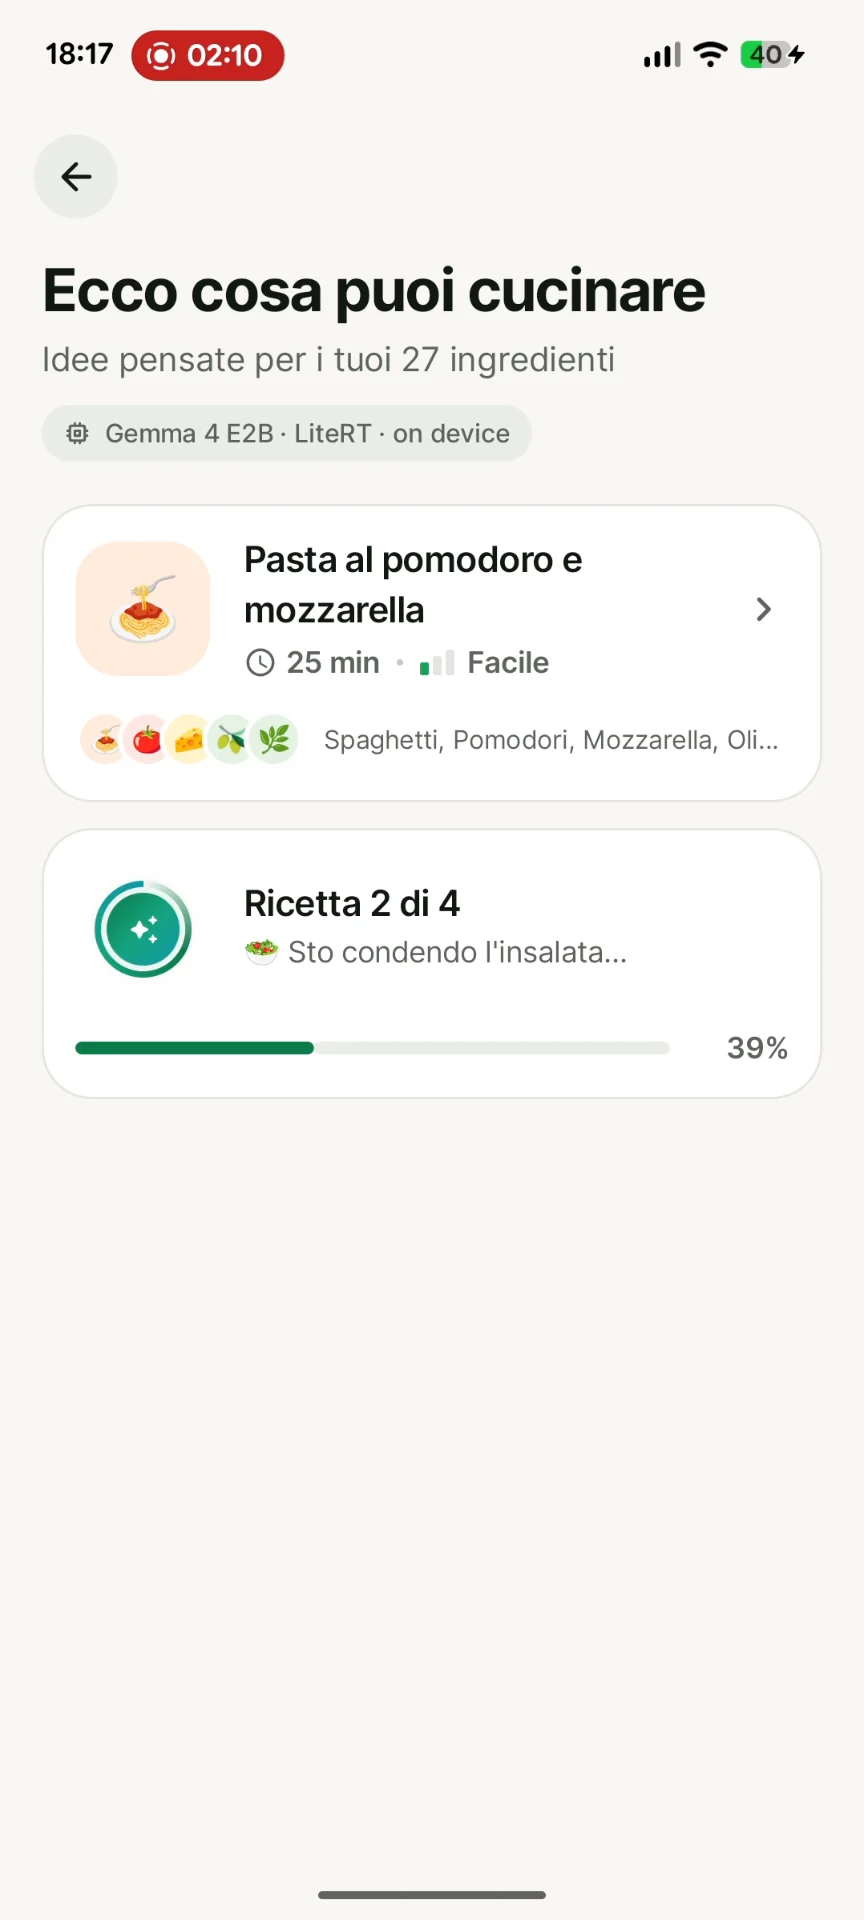 18:17
02:10
40
Ecco cosa puoi cucinare
Idee pensate per i tuoi 27 ingredienti
Gemma 4 E2B · LiteRT · on device
Pasta al pomodoro e
mozzarella
25 min • Facile
Spaghetti, Pomodori, Mozzarella, Oli...
Ricetta 2 di 4
Sto condendo l'insalata...
39%